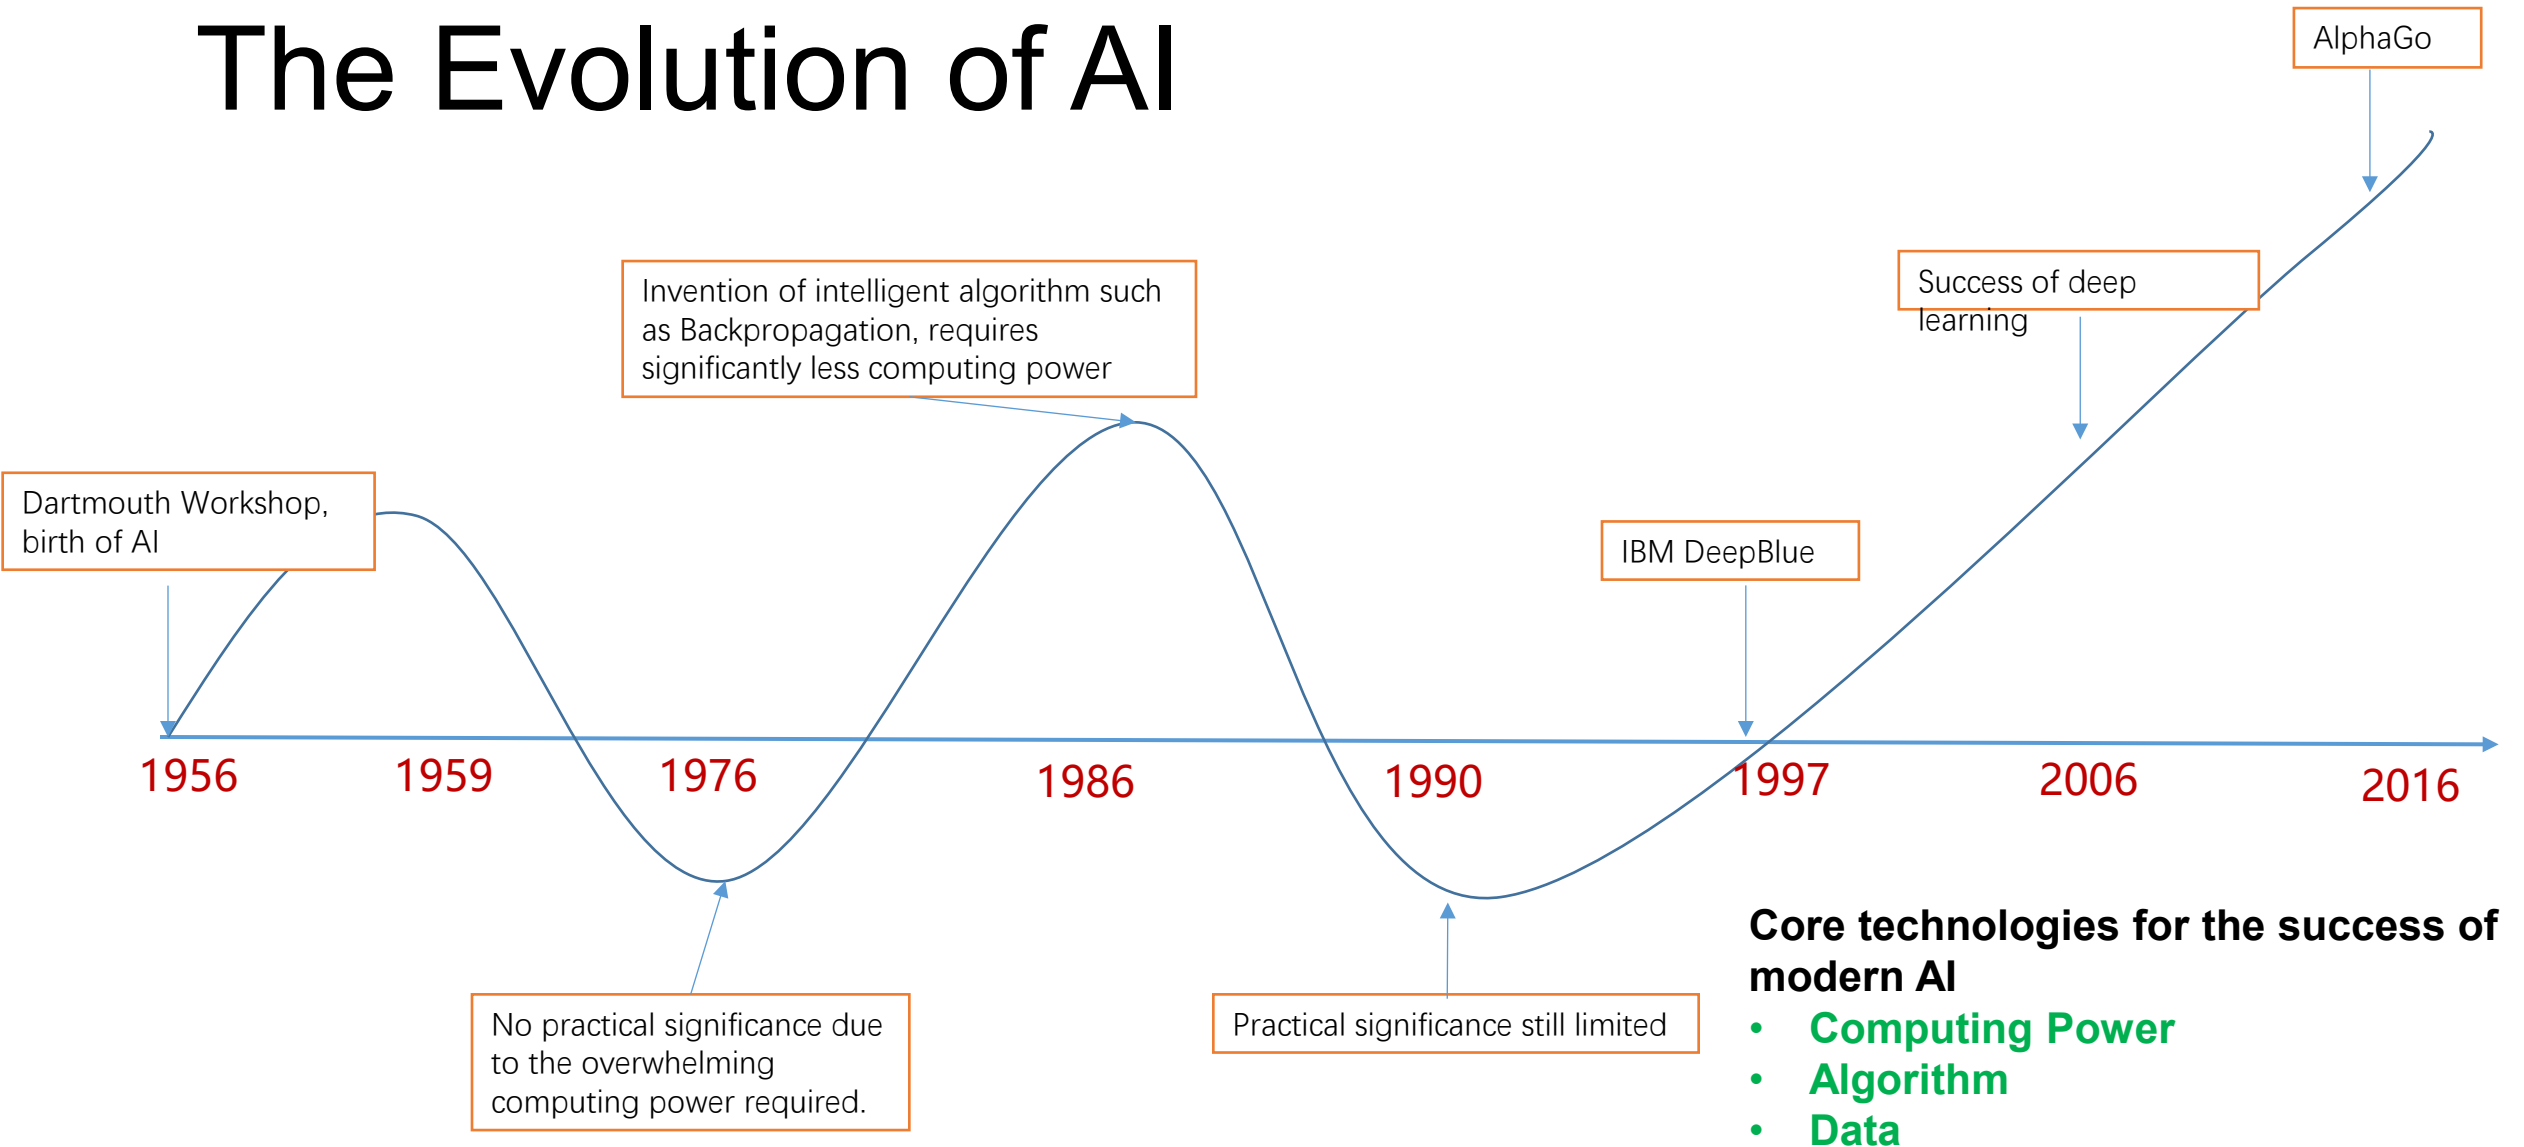 The Evolution of AI
AlphaGo
Invention of intelligent algorithm such
as Backpropagation, requires
significantly less computing power
Success of deep
learning
Dartmouth Workshop,
birth of AI
IBM DeepBlue
1956
1959
1976
1986
1990
1997
2006
2016
No practical significance due
to the overwhelming
computing power required.
Practical significance still limited
Core technologies for the success of
modern AI
• Computing Power
• Algorithm
• Data